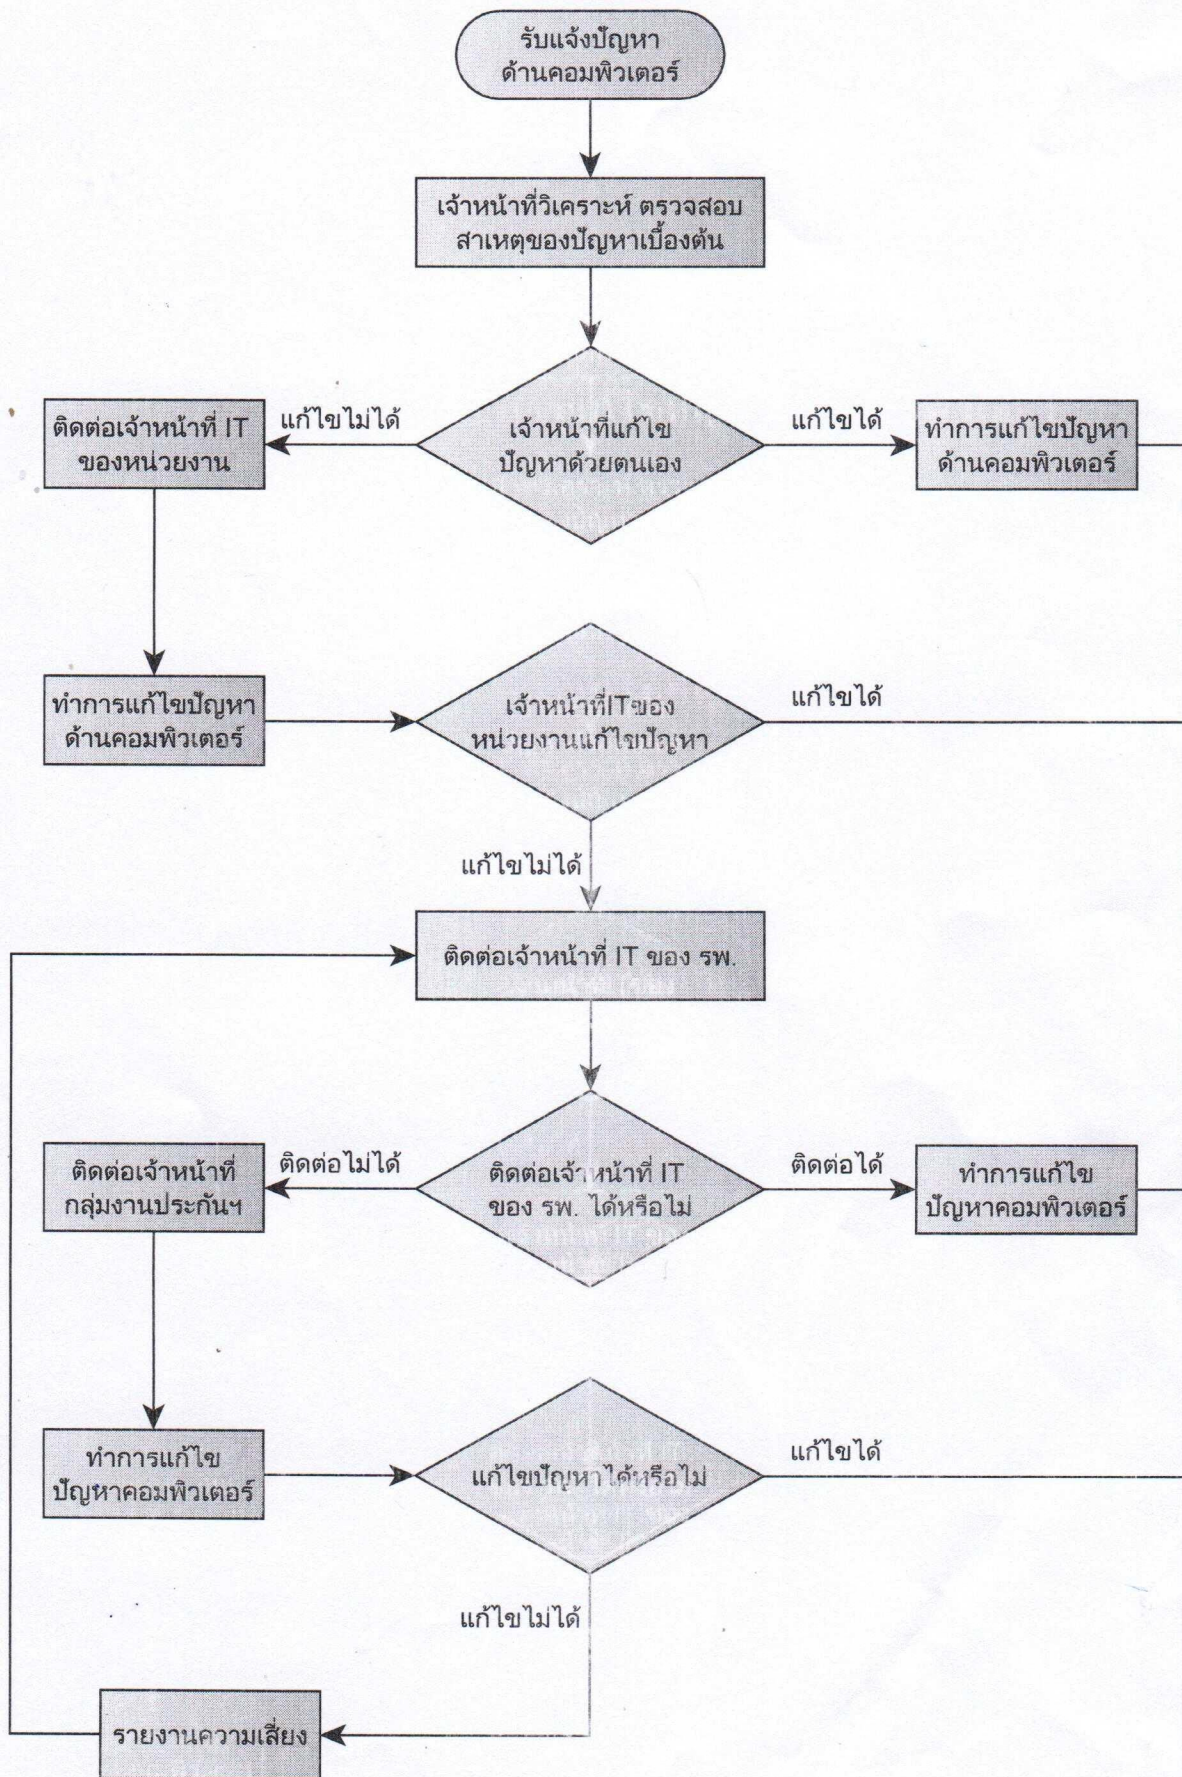 รับแจ้งปัญหา
ด้านคอมพิวเตอร์
เจ้าหน้าที่วิเคราะห์ ตรวจสอบ
สาเหตุของปัญหาเบื้องต้น
ติดต่อเจ้าหน้าที่ IT
ของหน่วยงาน
แก้ไขไม่ได้
เจ้าหน้าที่แก้ไข
ปัญหาด้วยตนเอง
แก้ไขได้
ทำการแก้ไขปัญหา
ด้านคอมพิวเตอร์
ทำการแก้ไขปัญหา
ด้านคอมพิวเตอร์
เจ้าหน้าที่ITของ
หน่วยงานแก้ไขปัญหา
แก้ไขได้
แก้ไขไม่ได้
ติดต่อเจ้าหน้าที่ IT ของ รพ.
ติดต่อเจ้าหน้าที่
กลุ่มงานประกันฯ
ติดต่อไม่ได้
ติดต่อเจ้าหน้าที่ IT
ของ รพ. ได้หรือไม่
ติดต่อได้
ทำการแก้ไข
ปัญหาคอมพิวเตอร์
ทำการแก้ไข
ปัญหาคอมพิวเตอร์
แก้ไขปัญหาได้หรือไม่
แก้ไขได้
แก้ไขไม่ได้
รายงานความเสี่ยง